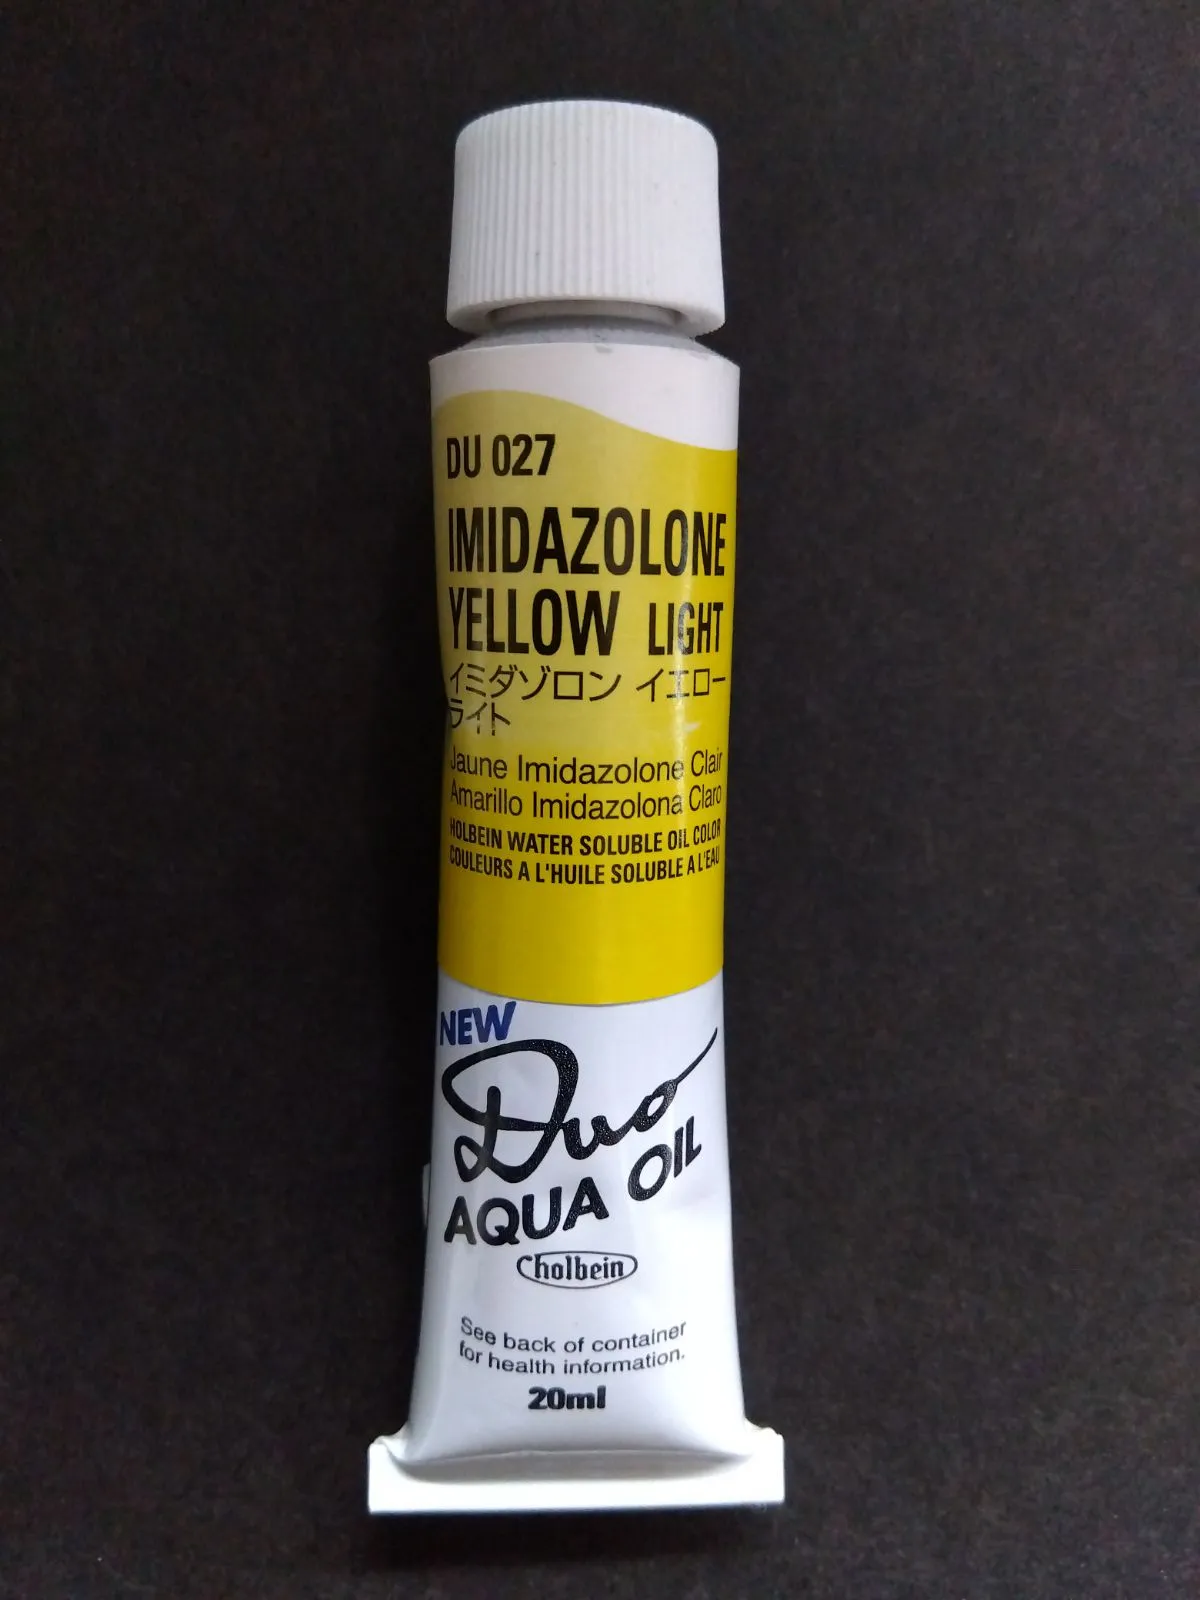 DU 027
IMIDAZOLONE
YELLOW LIGHT
イミダゾロン イエロー
ライト
Jaune Imidazolone Clair
Amarillo Imidazolona Claro
HOLBEIN WATER SOLUBLE OIL COLOR
COULEURS A L'HUILE SOLUBLE A L'EAU
NEW
Duo
AQUA OIL
holbein
See back of container
for health information.
20ml